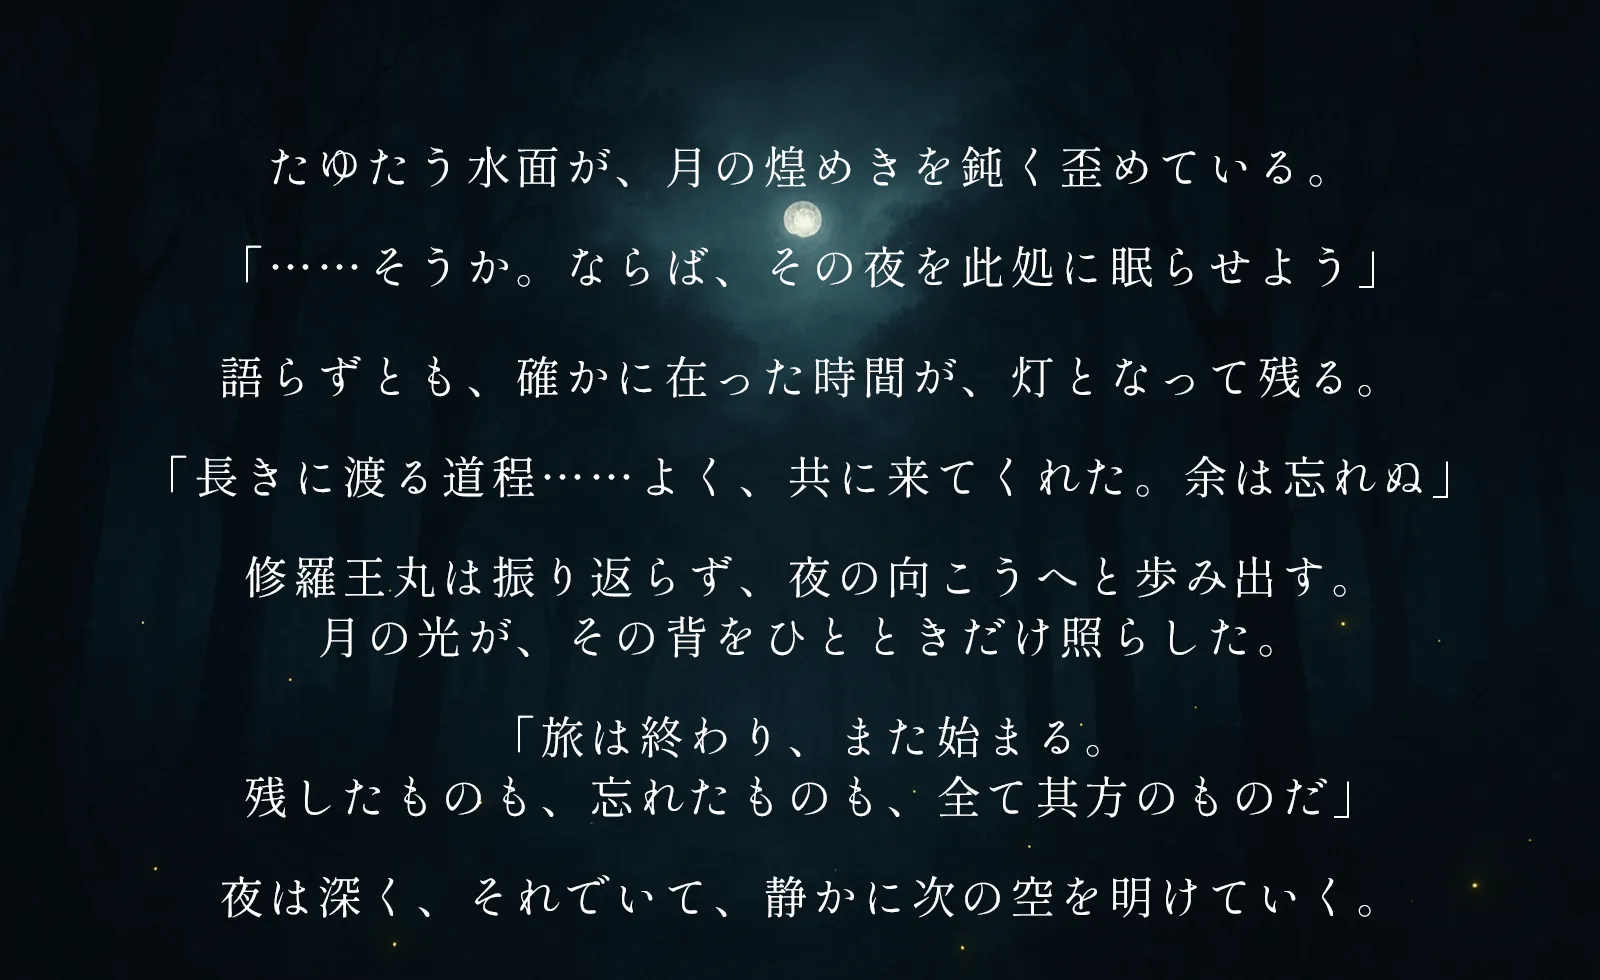 たゆたう水面が、月の煌めきを鈍く歪めている。
「……そうか。ならば、その夜を此処に眠らせよう」
語らずとも、確かに在った時間が、灯となって残る。
「長きに渡る道程……よく、共に来てくれた。余は忘れぬ」
修羅王丸は振り返らず、夜の向こうへと歩み出す。
月の光が、その背をひとときだけ照らした。
「旅は終わり、また始まる。
残したものも、忘れたものも、全て其方のものだ」
夜は深く、それでいて、静かに次の空を明けていく。